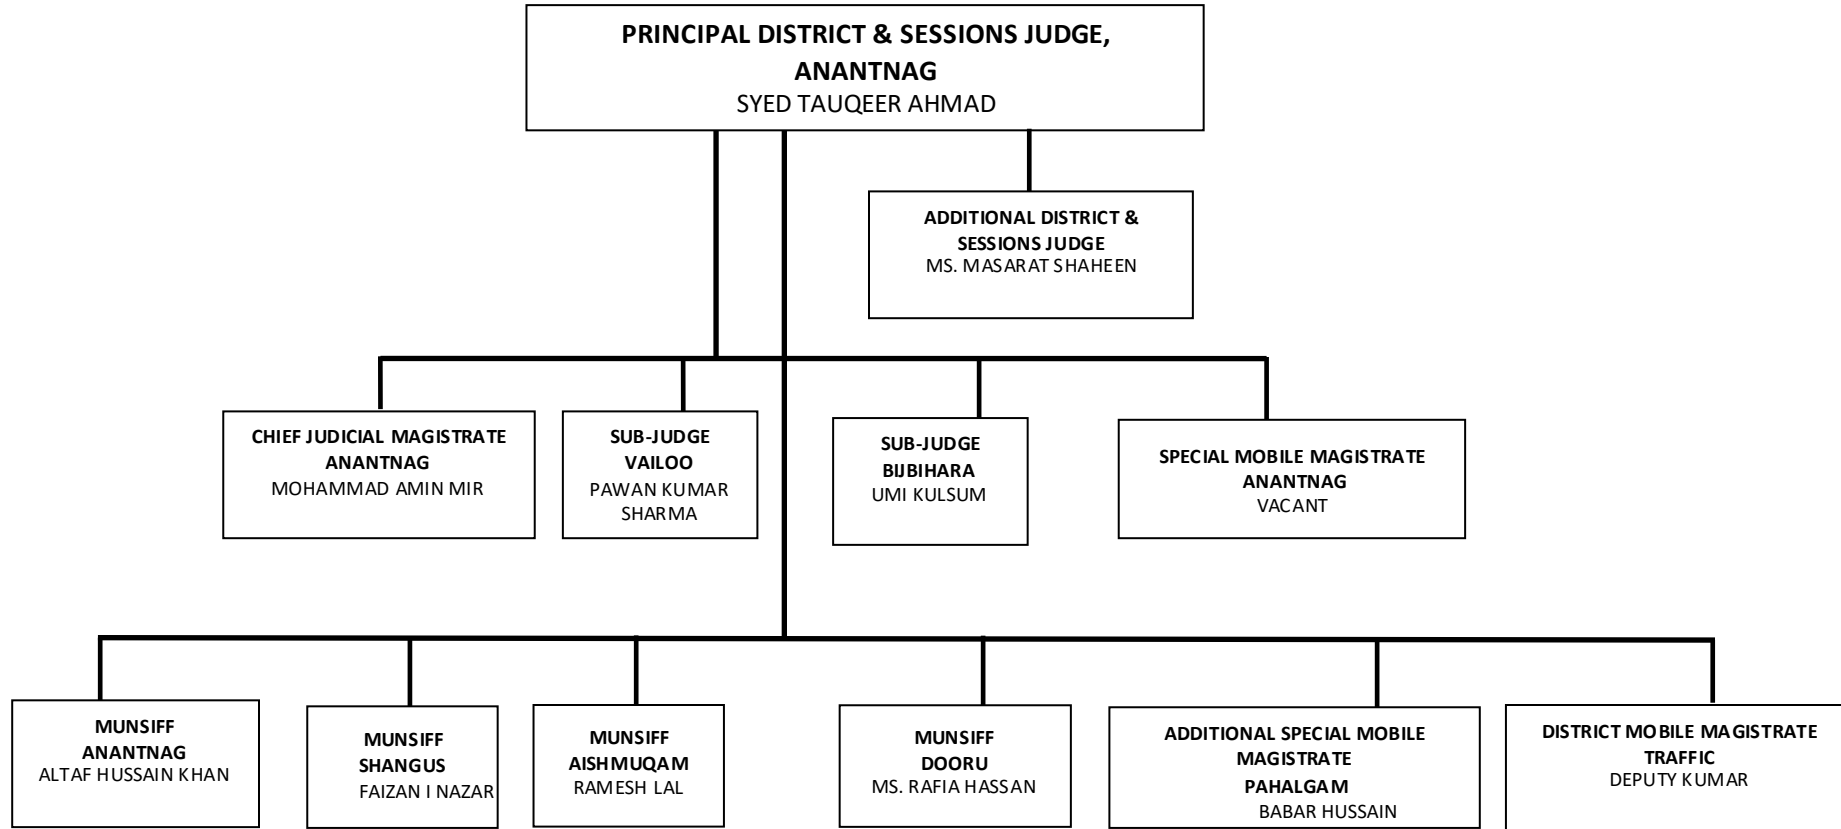 PRINCIPAL DISTRICT & SESSIONS JUDGE,
ANANTNAG
SYED TAUQEER AHMAD
ADDITIONAL DISTRICT &
SESSIONS JUDGE
MS. MASARAT SHAHEEN
CHIEF JUDICIAL MAGISTRATE
ANANTNAG
MOHAMMAD AMIN MIR
SUB-JUDGE
VAILOO
PAWAN KUMAR
SHARMA
SUB-JUDGE
BIJBIHARA
UMI KULSUM
SPECIAL MOBILE MAGISTRATE
ANANTNAG
VACANT
MUNSIFF
ANANTNAG
ALTAF HUSSAIN KHAN
MUNSIFF
SHANGUS
FAIZAN I NAZAR
MUNSIFF
AISHMUQAM
RAMESH LAL
MUNSIFF
DOORU
MS. RAFIA HASSAN
ADDITIONAL SPECIAL MOBILE
MAGISTRATE
PAHALGAM
BABAR HUSSAIN
DISTRICT MOBILE MAGISTRATE
TRAFFIC
DEPUTY KUMAR